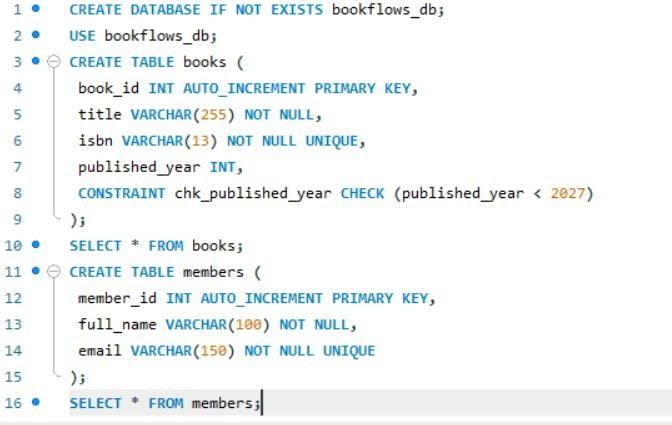 1 CREATE DATABASE IF NOT EXISTS bookflows_db;
2 USE bookflows_db;
3 CREATE TABLE books (
4 book_id INT AUTO_INCREMENT PRIMARY KEY,
5 title VARCHAR(255) NOT NULL,
6 isbn VARCHAR(13) NOT NULL UNIQUE,
7 published_year INT,
8 CONSTRAINT chk_published_year CHECK (published_year < 2027)
9 );
10 SELECT * FROM books;
11 CREATE TABLE members (
12 member_id INT AUTO_INCREMENT PRIMARY KEY,
13 full_name VARCHAR(100) NOT NULL,
14 email VARCHAR(150) NOT NULL UNIQUE
15 );
16 SELECT * FROM members;